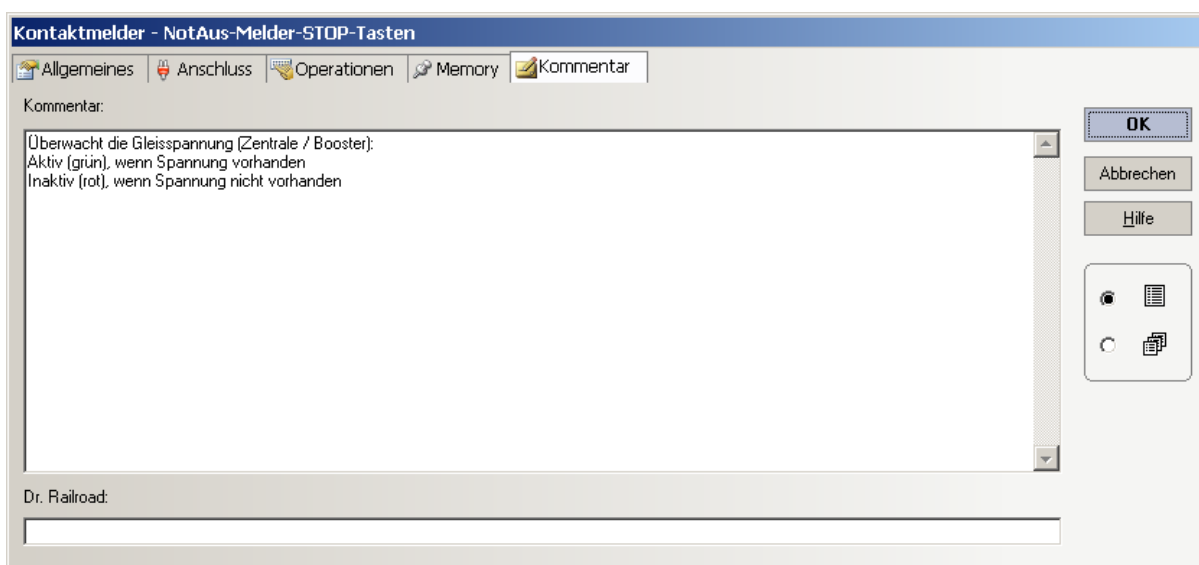 Kontaktmelder - NotAus-Melder-STOP-Tasten
Allgemeines Anschluss Operationen Memory Kommentar
Kommentar:
Überwacht die Gleisspannung (Zentrale / Booster):
Aktiv (grün), wenn Spannung vorhanden
Inaktiv (rot), wenn Spannung nicht vorhanden
OK
Abbrechen
Hilfe
Dr. Railroad: